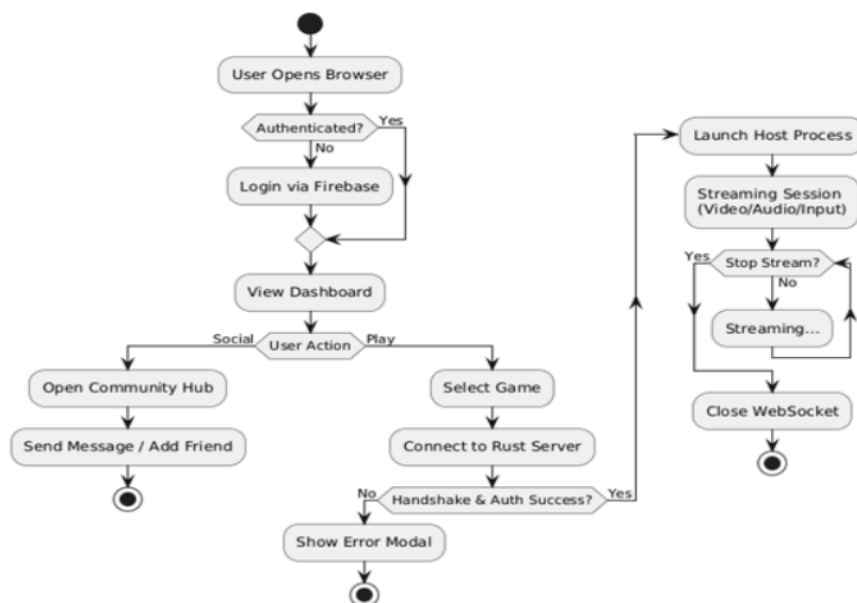 User Opens Browser
Authenticated?
Yes
No
Login via Firebase
View Dashboard
Social
User Action
Play
Open Community Hub
Send Message / Add Friend
Select Game
Connect to Rust Server
No
Handshake & Auth Success?
Yes
Show Error Modal
Launch Host Process
Streaming Session
(Video/Audio/Input)
Yes
Stop Stream?
No
Streaming...
Close WebSocket